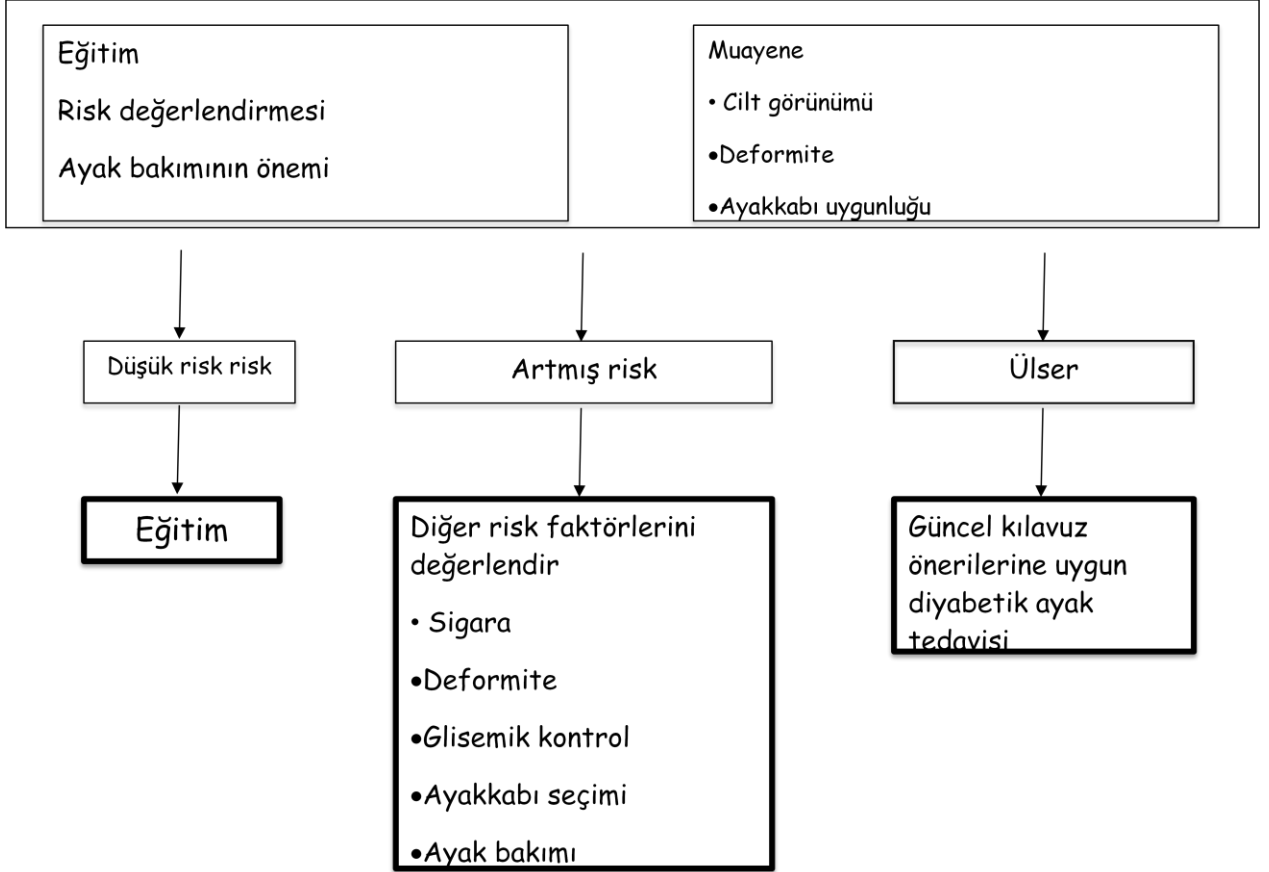 Eğitim
Risk değerlendirmesi
Ayak bakımının önemi
Muayene
• Cilt görünümü
•Deformite
•Ayakkabı uygunluğu
Düşük risk risk
Artmış risk
Ülser
Eğitim
Diğer risk faktörlerini
değerlendir
• Sigara
•Deformite
•Glisemik kontrol
•Ayakkabı seçimi
•Ayak bakımı
Güncel kılavuz
önerilerine uygun
diyabetik ayak
tedavisi